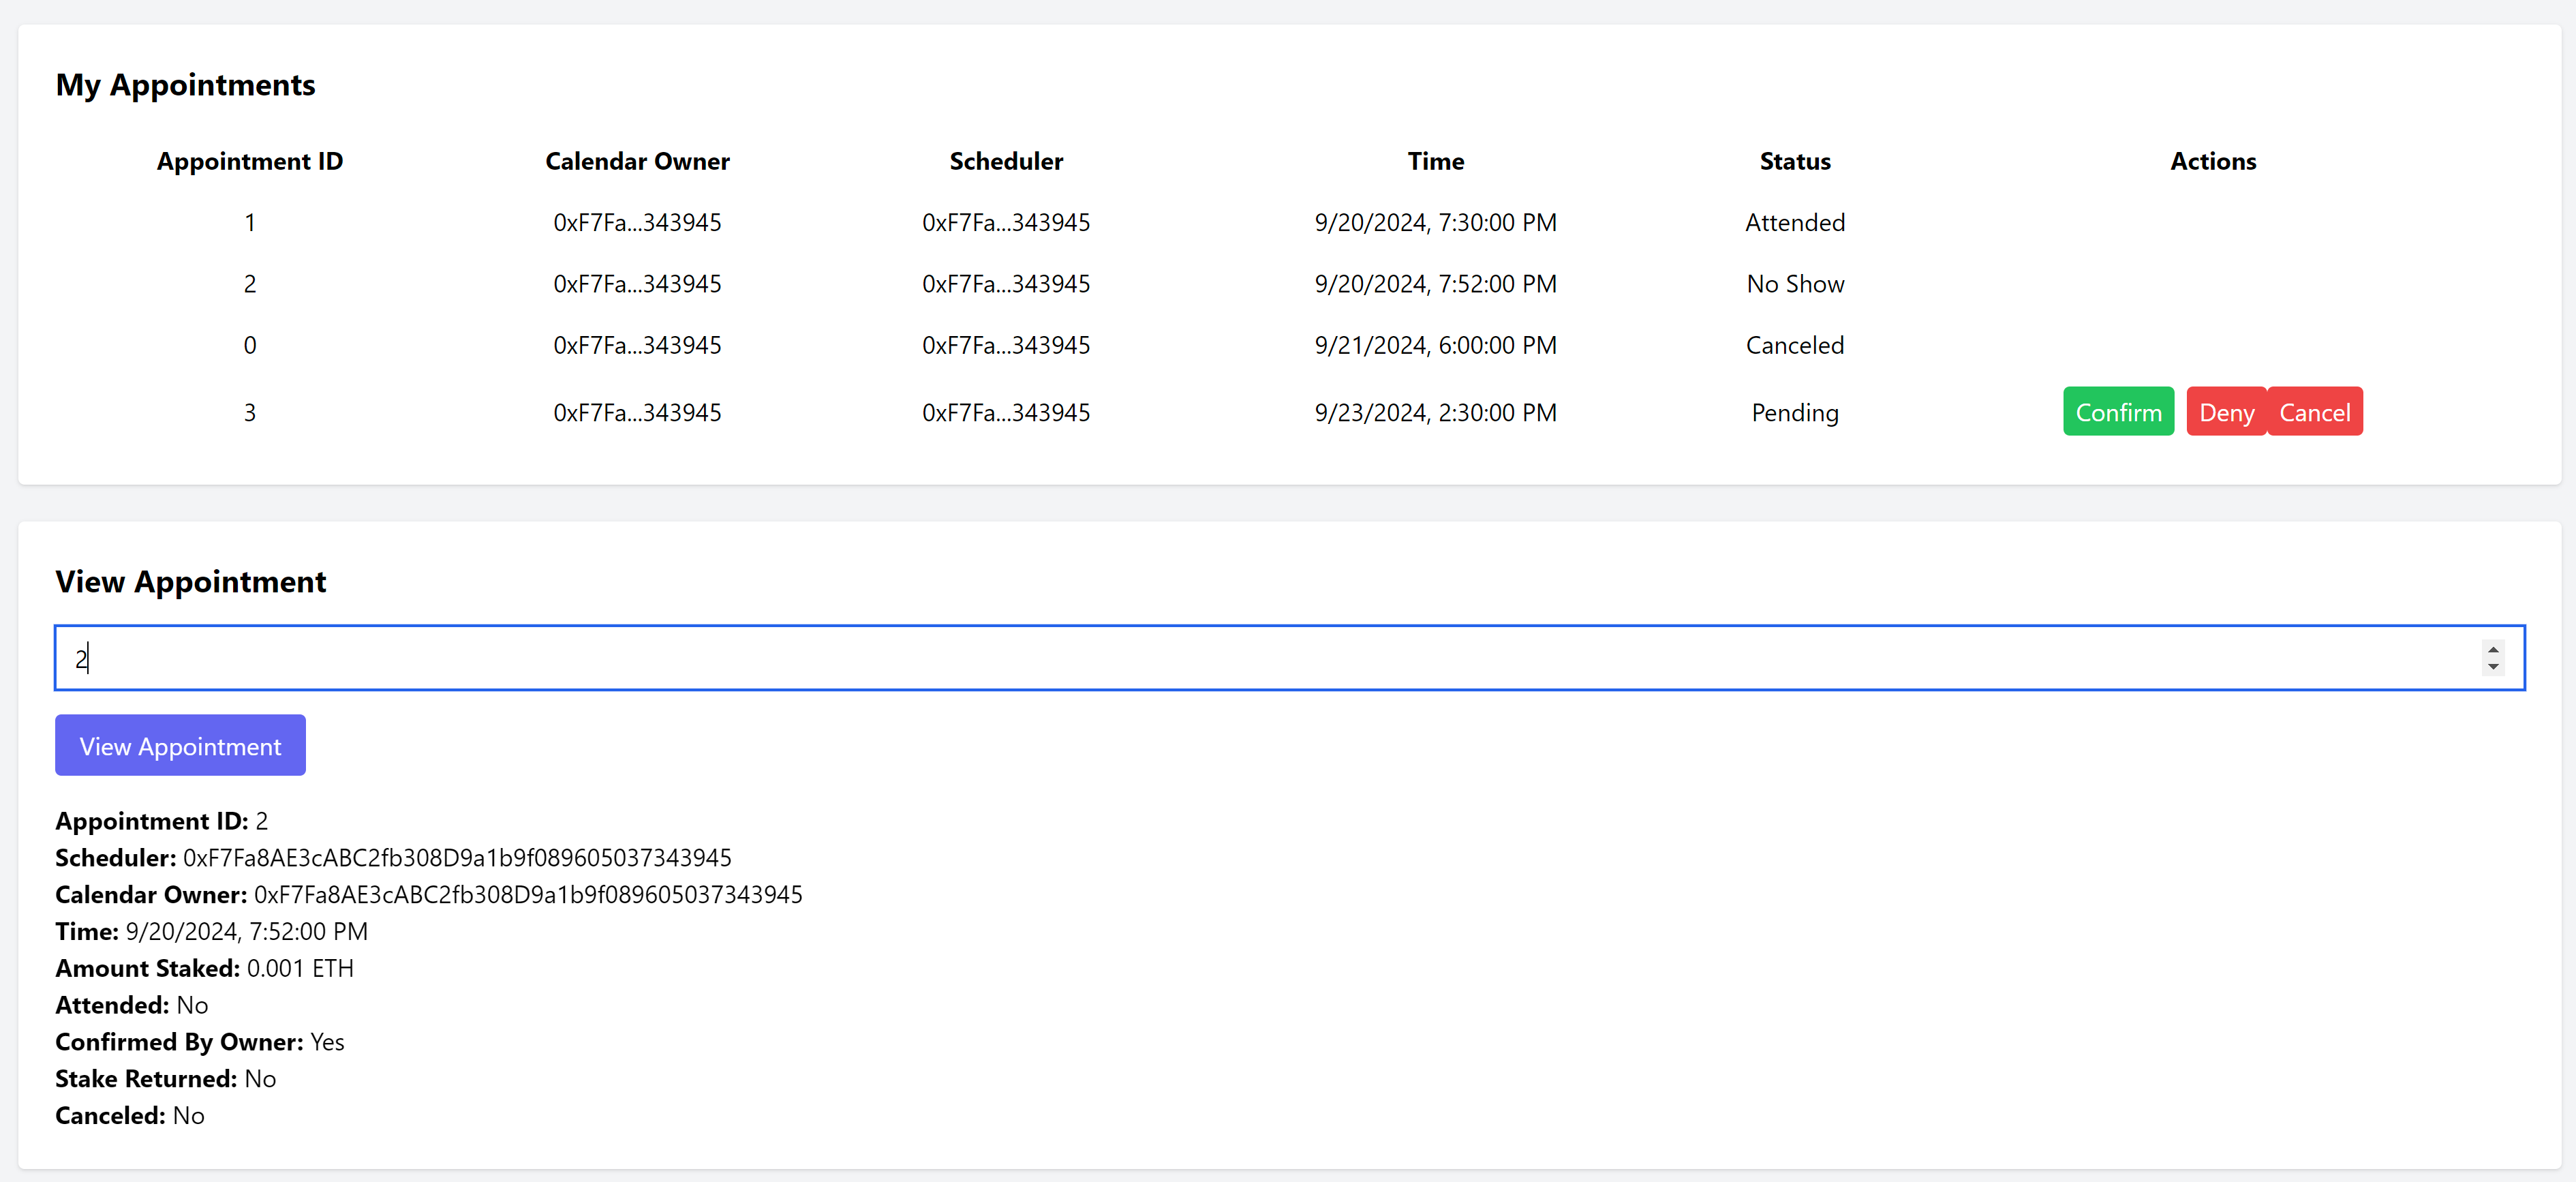 My Appointments
Appointment ID Calendar Owner Scheduler Time Status Actions
1 0xF7Fa...343945 0xF7Fa...343945 9/20/2024, 7:30:00 PM Attended
2 0xF7Fa...343945 0xF7Fa...343945 9/20/2024, 7:52:00 PM No Show
0 0xF7Fa...343945 0xF7Fa...343945 9/21/2024, 6:00:00 PM Canceled
3 0xF7Fa...343945 0xF7Fa...343945 9/23/2024, 2:30:00 PM Pending Confirm Deny Cancel
View Appointment
2
View Appointment
Appointment ID: 2
Scheduler: 0xF7Fa8AE3cABC2fb308D9a1b9f089605037343945
Calendar Owner: 0xF7Fa8AE3cABC2fb308D9a1b9f089605037343945
Time: 9/20/2024, 7:52:00 PM
Amount Staked: 0.001 ETH
Attended: No
Confirmed By Owner: Yes
Stake Returned: No
Canceled: No